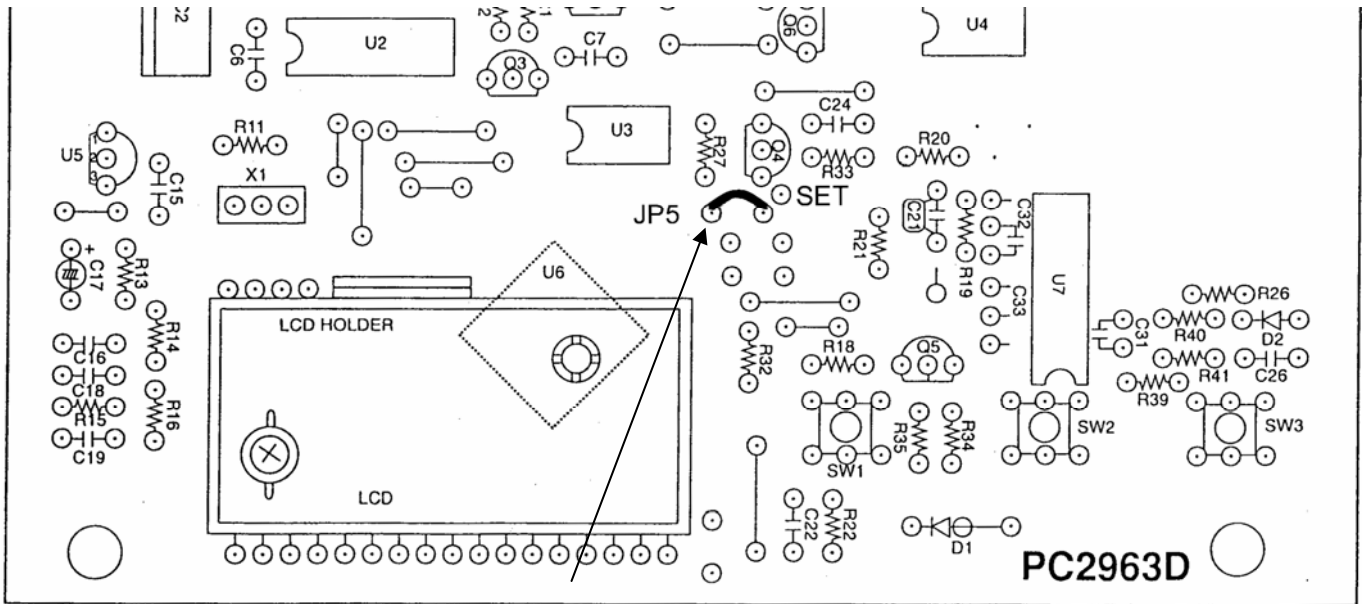 C6
U2
C7
Q3
Q6
U4
U5
1
2
3
C15
R11
X1
U3
R27
Q4
C24
R33
R20
JP5
SET
R21
C21
R19
C32
C33
U7
+
C17
R13
U6
LCD HOLDER
R14
C16
C18
R15
R16
C19
R32
R18
Q5
C31
R26
R40
D2
R41
C26
R39
SW1
R35
R34
SW2
SW3
LCD
C22
R22
D1
PC2963D